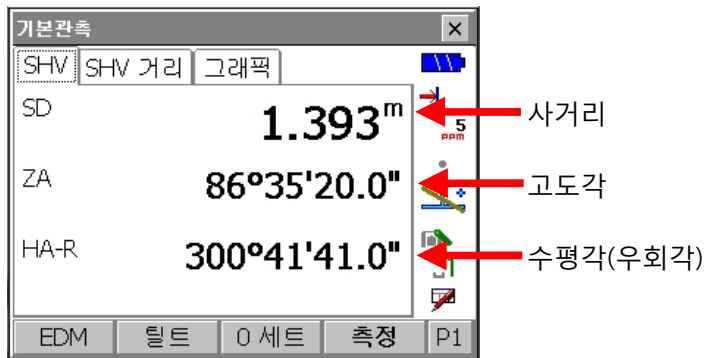 기본관측
SHV SHV 거리 그래픽
SD 1.393m 사거리
5
PPM
ZA 86°35'20.0" 고도각
HA-R 300°41'41.0" 수평각(우회각)
EDM 틸트 0 세트 측정 P1